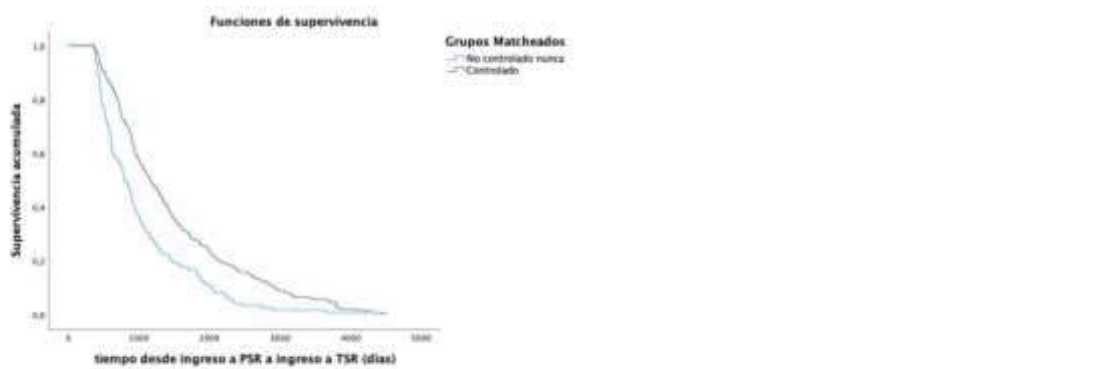 Funciones de supervivencia
Grupos Matcheados
No controlado nunca
Controlado
Supervivencia acumulada
1,0
0,8
0,6
0,4
0,2
0,0
0 1000 2000 3000 4000 5000
tiempo desde ingreso a PSR a ingreso a TSR (dias)